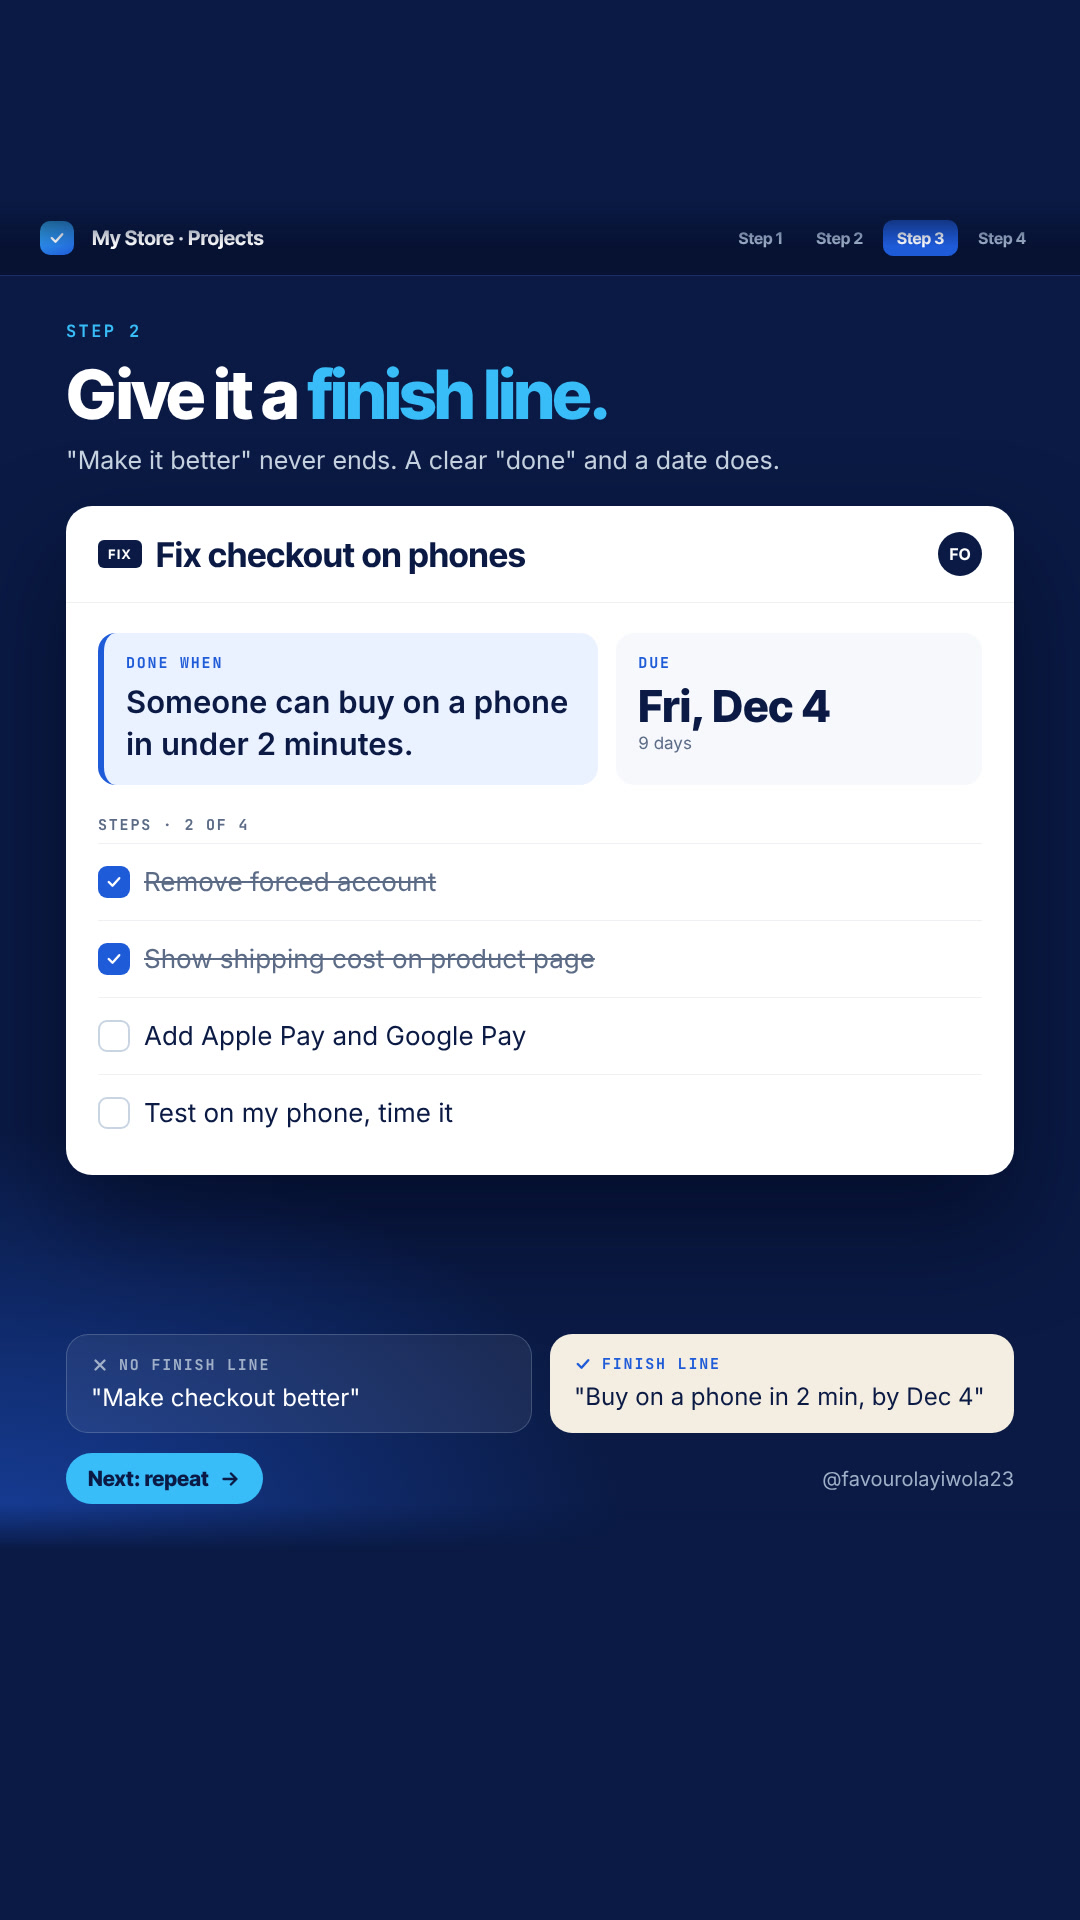 My Store · Projects
Step 1
Step 2
Step 3
Step 4
STEP 2
Give it a finish line.
"Make it better" never ends. A clear "done" and a date does.
FIX
Fix checkout on phones
FO
DONE WHEN
Someone can buy on a phone
in under 2 minutes.
DUE
Fri, Dec 4
9 days
STEPS · 2 OF 4
Remove forced account
Show shipping cost on product page
Add Apple Pay and Google Pay
Test on my phone, time it
NO FINISH LINE
"Make checkout better"
FINISH LINE
"Buy on a phone in 2 min, by Dec 4"
Next: repeat →
@favourolayiwola23